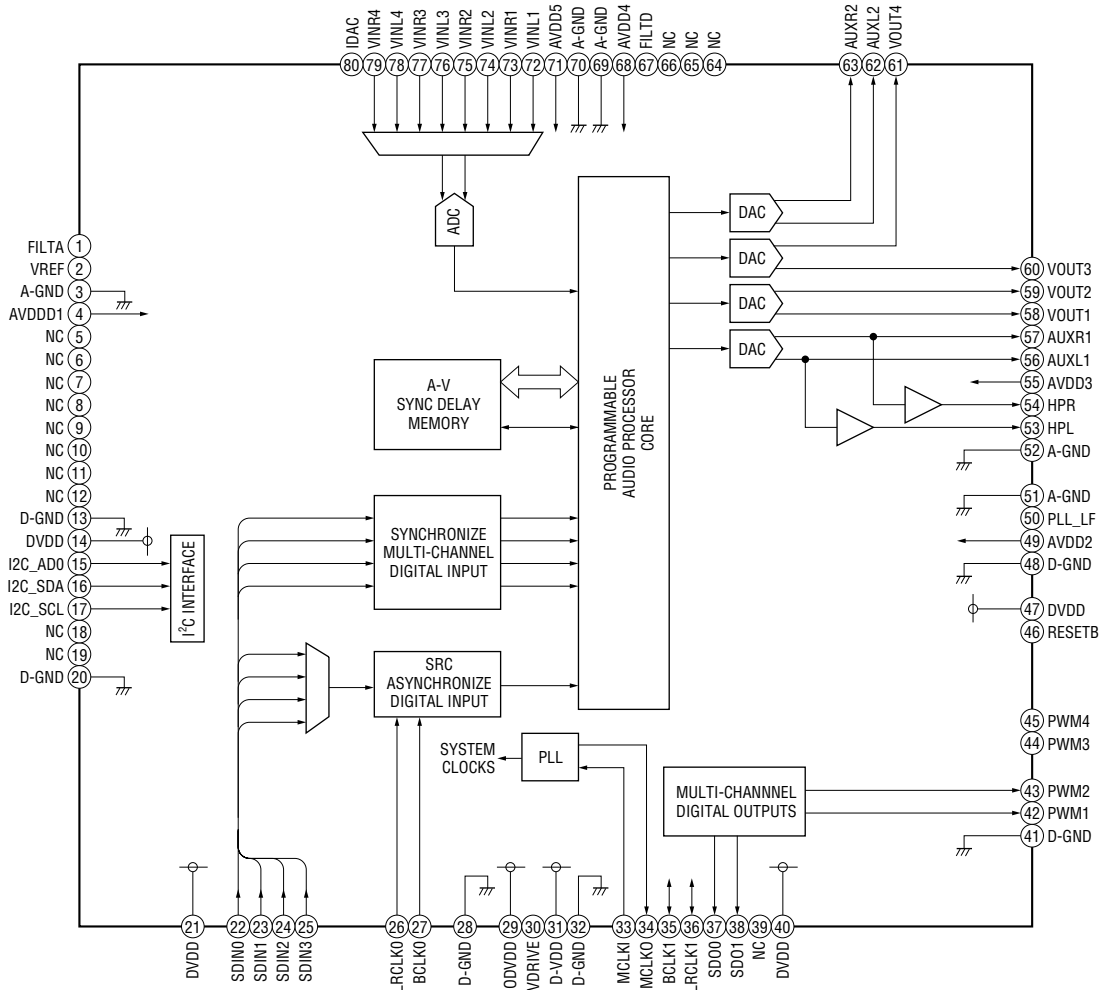 80 IDAC
79 VINR4
78 VINL4
77 VINR3
76 VINL3
75 VINR2
74 VINL2
73 VINR1
72 VINL1
71 AVDD5
70 A-GND
69 A-GND
68 AVDD4
67 FILTD
66 NC
65 NC
64 NC
63 AUXR2
62 AUXL2
61 VOUT4
FILTA 1
VREF 2
A-GND 3
AVDDD1 4
NC 5
NC 6
NC 7
NC 8
NC 9
NC 10
NC 11
NC 12
D-GND 13
DVDD 14
I2C_AD0 15
I2C_SDA 16
I2C_SCL 17
NC 18
NC 19
D-GND 20
ADC
A-V
SYNC DELAY
MEMORY
SYNCHRONIZE
MULTI-CHANNEL
DIGITAL INPUT
I²C INTERFACE
SRC
ASYNCHRONIZE
DIGITAL INPUT
SYSTEM
CLOCKS
PLL
PROGRAMMABLE
AUDIO PROCESSOR
CORE
DAC
DAC
DAC
DAC
MULTI-CHANNNEL
DIGITAL OUTPUTS
60 VOUT3
59 VOUT2
58 VOUT1
57 AUXR1
56 AUXL1
55 AVDD3
54 HPR
53 HPL
52 A-GND
51 A-GND
50 PLL_LF
49 AVDD2
48 D-GND
47 DVDD
46 RESETB
45 PWM4
44 PWM3
43 PWM2
42 PWM1
41 D-GND
21 DVDD
22 SDIN0
23 SDIN1
24 SDIN2
25 SDIN3
26 LRCLK0
27 BCLK0
28 D-GND
29 ODVDD
30 VDRIVE
31 D-VDD
32 D-GND
33 MCLKI
34 MCLKO
35 BCLK1
36 LRCLK1
37 SDO0
38 SDO1
39 NC
40 DVDD